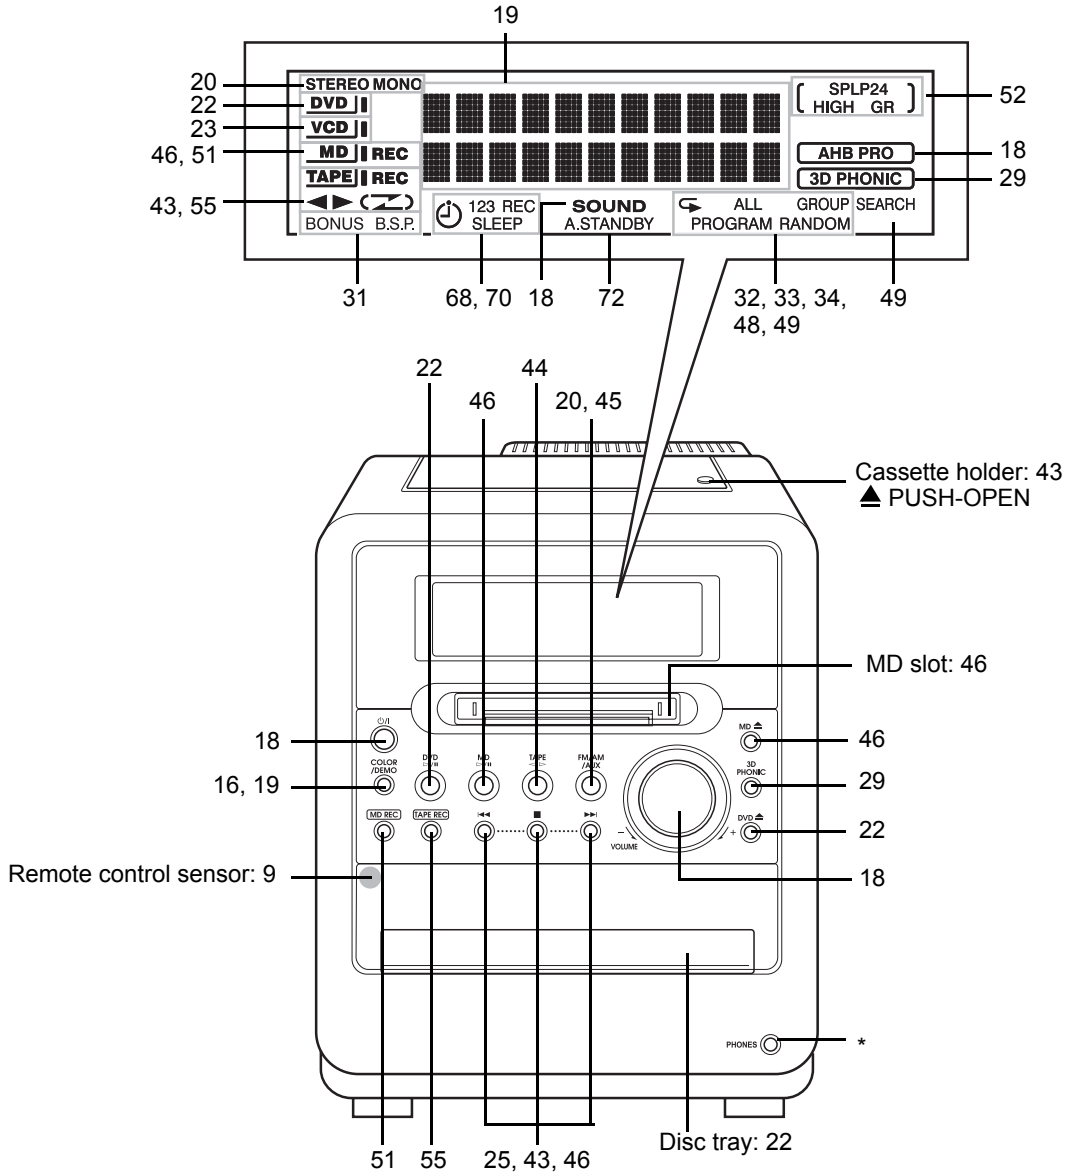 19
20 STEREO MONO SPLP24 52
22 DVD HIGH GR
23 VCD
46, 51 MD REC AHB PRO 18
TAPE REC 3D PHONIC 29
43, 55
BONUS B.S.P. 123 REC SOUND ALL GROUP SEARCH
SLEEP A.STANDBY PROGRAM RANDOM
31 68, 70 18 72 32, 33, 34, 49
48, 49
22 44
46 20, 45
Cassette holder: 43
PUSH-OPEN
MD slot: 46
18 ⏻/I MD ⏏ 46
COLOR DVD MD TAPE FM/AM 3D
/DEMO ▷/II ▷/II ◁ ▷ /AUX PHONIC 29
16, 19
MD REC TAPE REC |◀◀ ■ ▶▶| DVD ⏏ 22
– VOLUME +
18
Remote control sensor: 9
PHONES *
Disc tray: 22
51 55 25, 43, 46